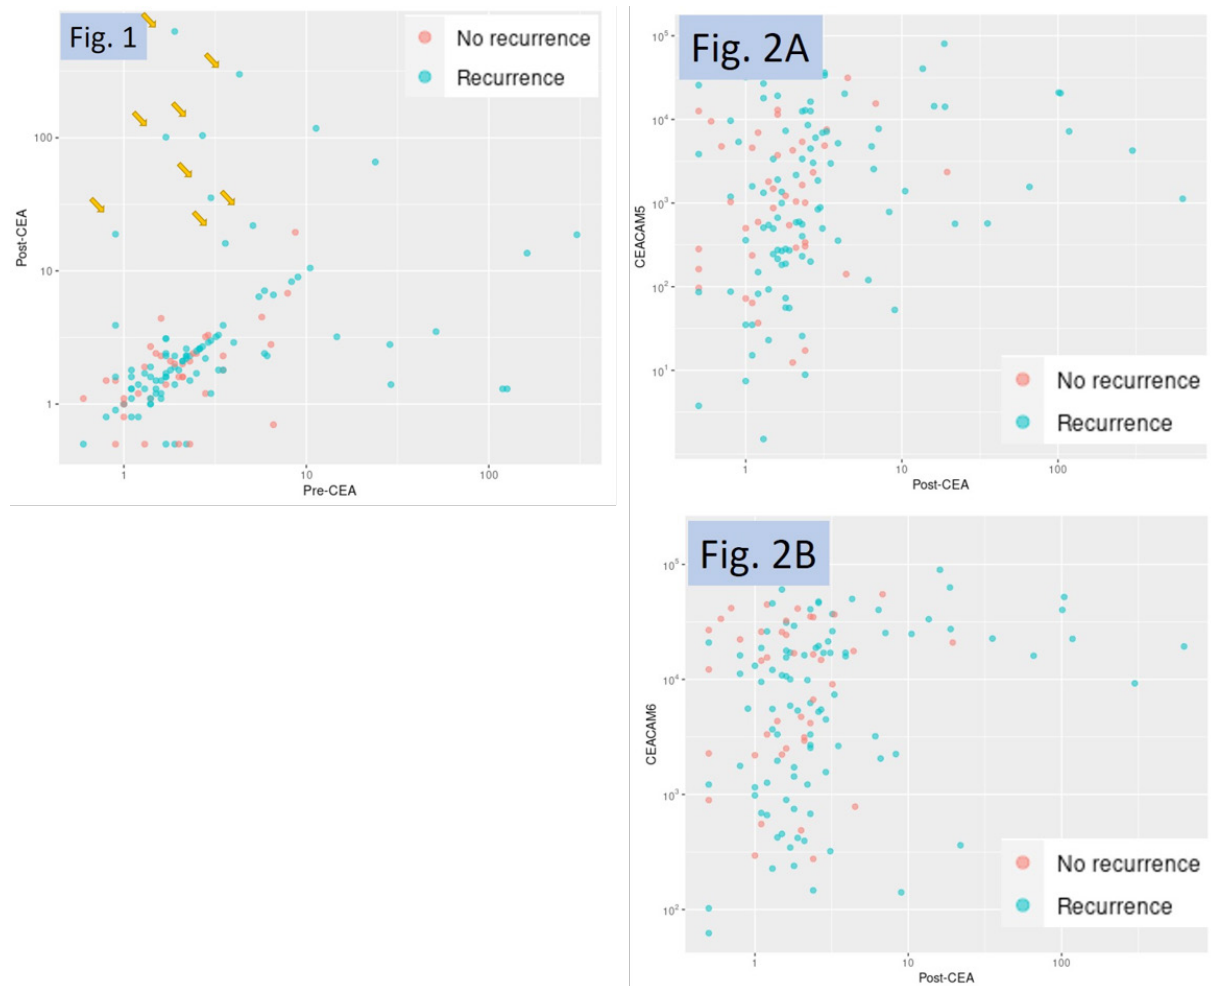 Fig. 1
No recurrence
Recurrence
100
10
1
Post-CEA
1
10
100
Pre-CEA
Fig. 2A
10⁵
10⁴
10³
10²
10¹
CEACAM5
No recurrence
Recurrence
1
10
100
Post-CEA
Fig. 2B
10⁵
10⁴
10³
10²
CEACAM6
No recurrence
Recurrence
1
10
100
Post-CEA